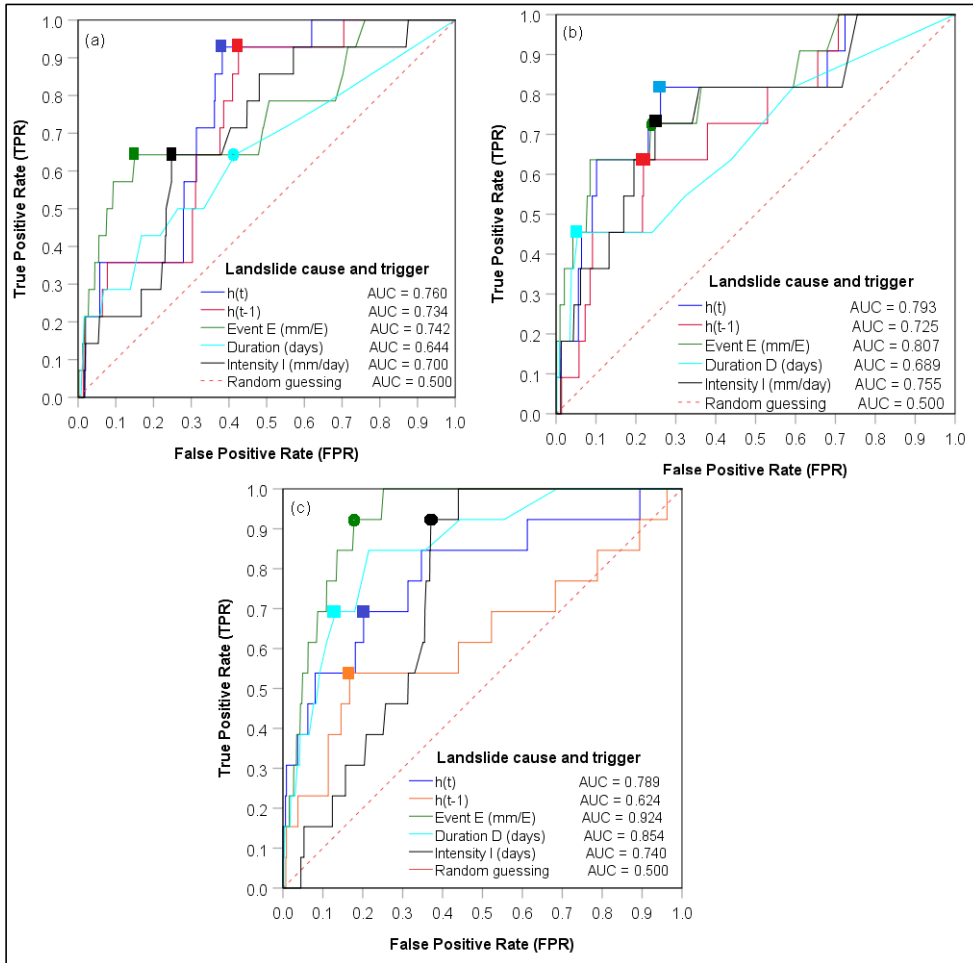 (a)
True Positive Rate (TPR)
1.0
0.9
0.8
0.7
0.6
0.5
0.4
0.3
0.2
0.1
0.0
Landslide cause and trigger
h(t) AUC = 0.760
h(t-1) AUC = 0.734
Event E (mm/E) AUC = 0.742
Duration (days) AUC = 0.644
Intensity I (mm/day) AUC = 0.700
Random guessing AUC = 0.500
0.0 0.1 0.2 0.3 0.4 0.5 0.6 0.7 0.8 0.9 1.0
False Positive Rate (FPR)
(b)
True Positive Rate (TPR)
1.0
0.9
0.8
0.7
0.6
0.5
0.4
0.3
0.2
0.1
0.0
Landslide cause and trigger
h(t) AUC = 0.793
h(t-1) AUC = 0.725
Event E (mm/E) AUC = 0.807
Duration D (days) AUC = 0.689
Intensity I (mm/day) AUC = 0.755
Random guessing AUC = 0.500
0.0 0.1 0.2 0.3 0.4 0.5 0.6 0.7 0.8 0.9 1.0
False Positive Rate (FPR)
(c)
True Positive Rate (TPR)
1.0
0.9
0.8
0.7
0.6
0.5
0.4
0.3
0.2
0.1
0.0
Landslide cause and trigger
h(t) AUC = 0.789
h(t-1) AUC = 0.624
Event E (mm/E) AUC = 0.924
Duration D (days) AUC = 0.854
Intensity I (days) AUC = 0.740
Random guessing AUC = 0.500
0.0 0.1 0.2 0.3 0.4 0.5 0.6 0.7 0.8 0.9 1.0
False Positive Rate (FPR)